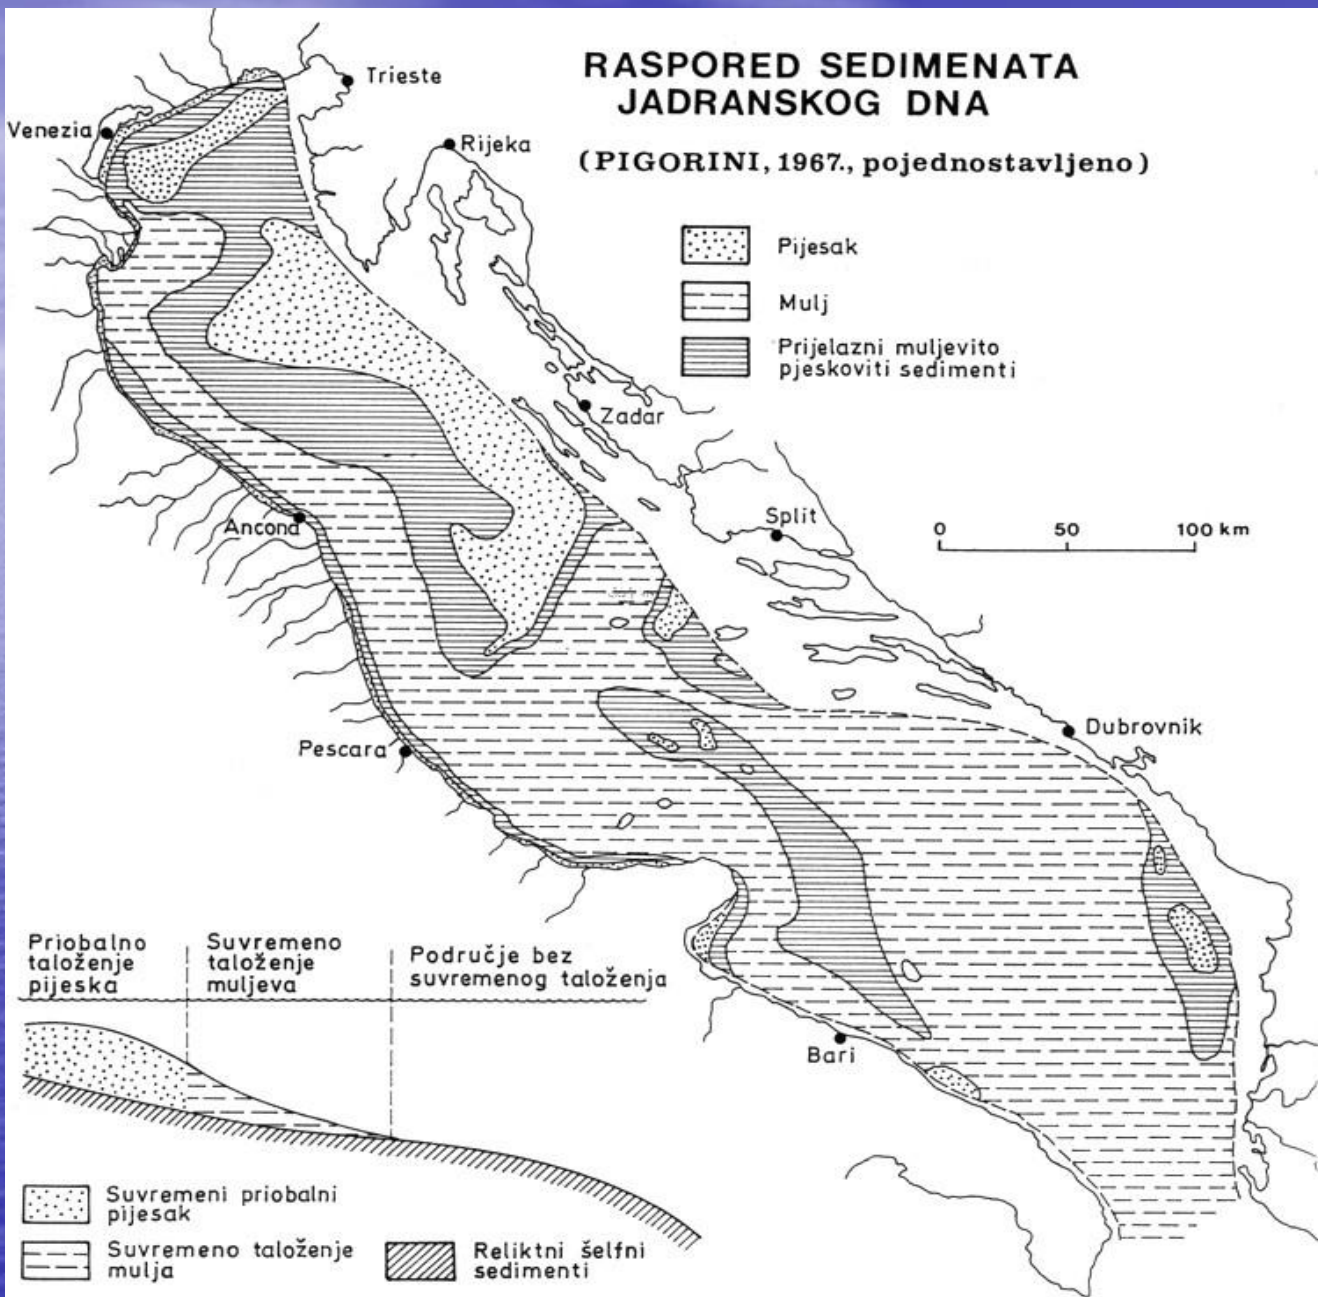 RASPORED SEDIMENATA
JADRANSKOG DNA
(PIGORINI, 1967., pojednostavljeno)
Pijesak
Mulj
Prijelazni muljevito
pjeskoviti sedimenti
Trieste
Venezia
Rijeka
Zadar
Ancona
Split
0 50 100 km
Dubrovnik
Pescara
Bari
Priobalno
taloženje
pijeska
Suvremeno
taloženje
muljeva
Područje bez
suvremenog taloženja
Suvremeni priobalni
pijesak
Suvremeno taloženje
mulja
Reliktni šelfni
sedimenti